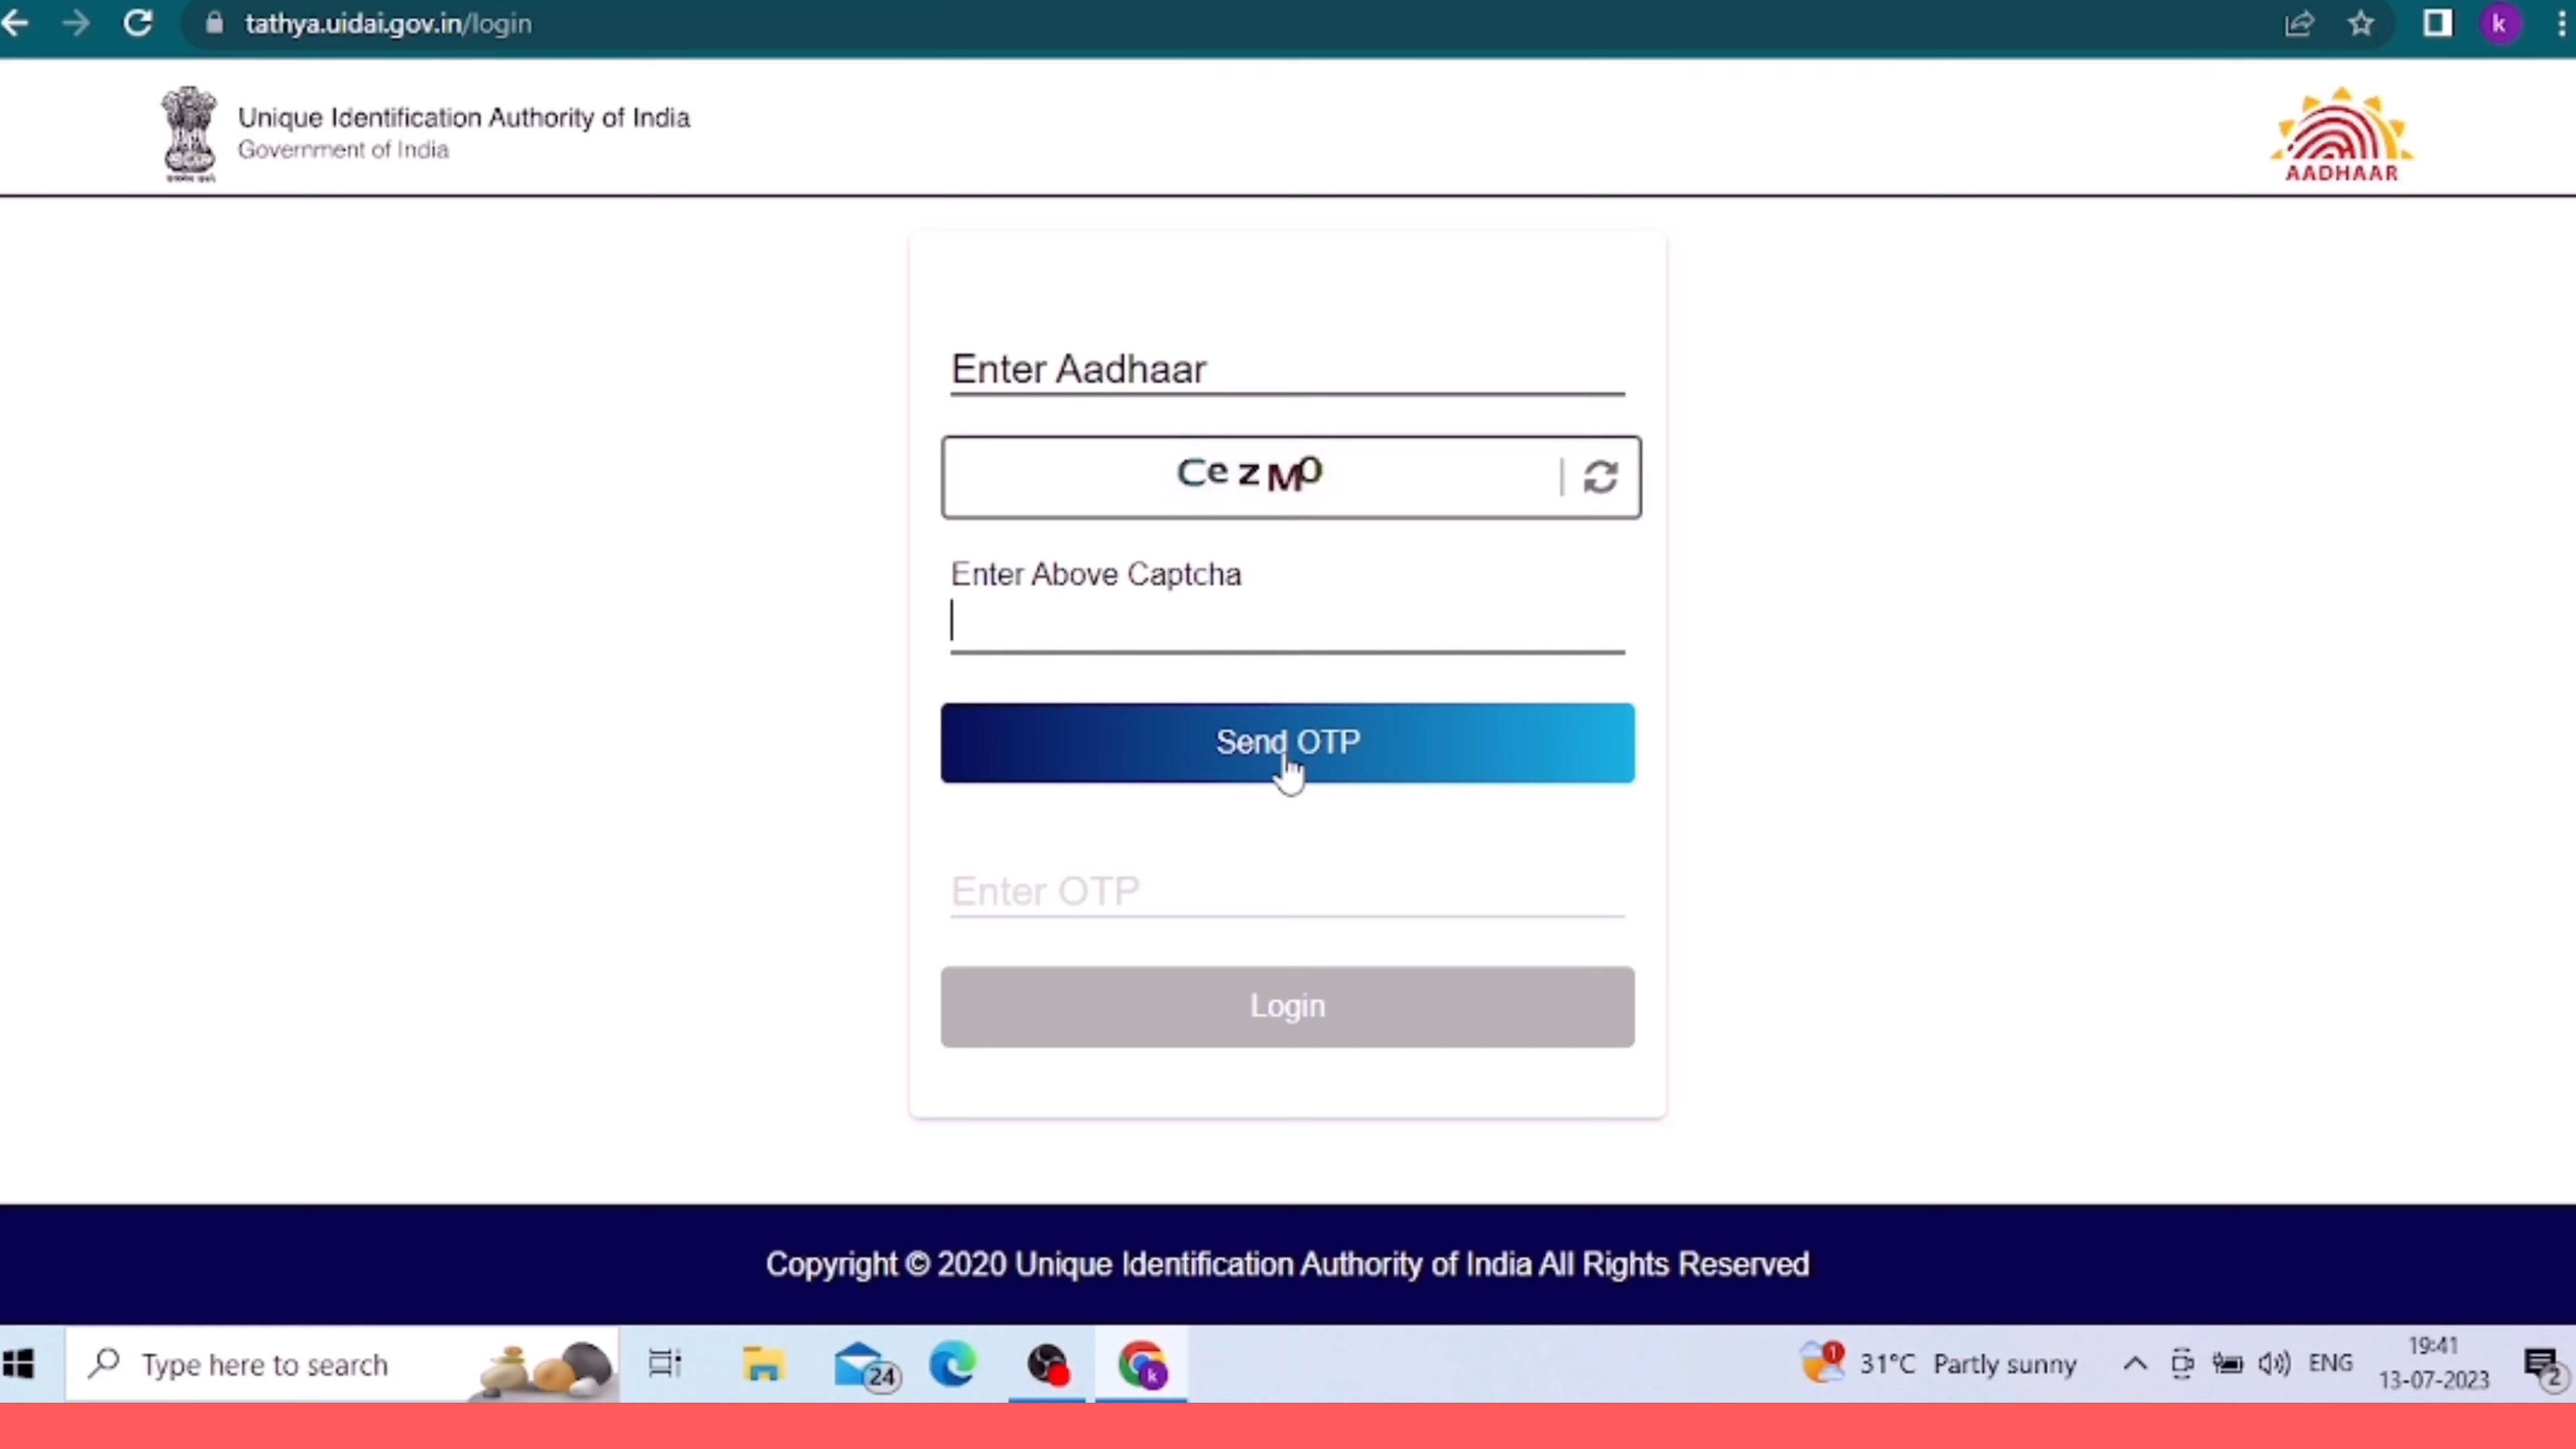 tathya.uidai.gov.in/login
k
Unique Identification Authority of India
Government of India
AADHAAR
Enter Aadhaar
Enter Above Captcha
Send OTP
Enter OTP
Login
Copyright © 2020 Unique Identification Authority of India All Rights Reserved
Type here to search
24
k
1
31°C Partly sunny
ENG
19:41
13-07-2023
2